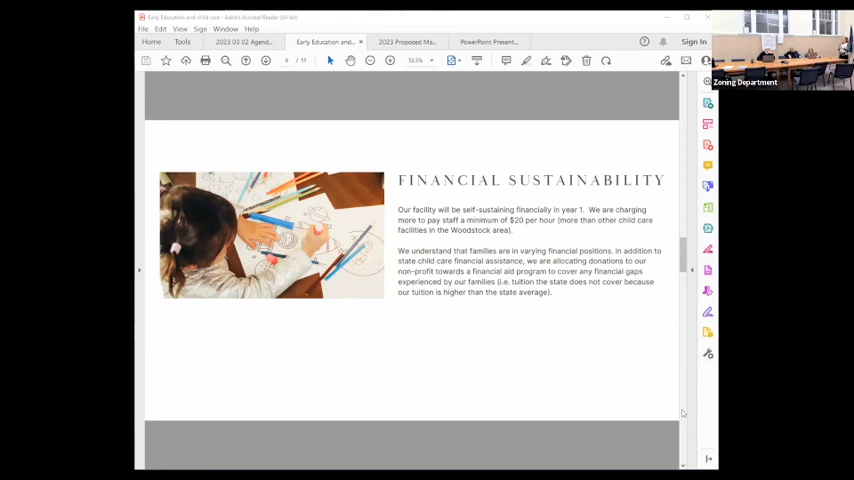 Early Education and child care - Adobe Acrobat Reader (64-bit)
File Edit View Sign Window Help
Home Tools 2023 03 02 Agend... Early Education and... 2023 Proposed Ma... PowerPoint Present... Sign In
6 / 11 53.5%
Zoning Department
FINANCIAL SUSTAINABILITY
Our facility will be self-sustaining financially in year 1. We are charging
more to pay staff a minimum of $20 per hour (more than other child care
facilities in the Woodstock area).
We understand that families are in varying financial positions. In addition to
state child care financial assistance, we are allocating donations to our
non-profit towards a financial aid program to cover any financial gaps
experienced by our families (i.e. tuition the state does not cover because
our tuition is higher than the state average).